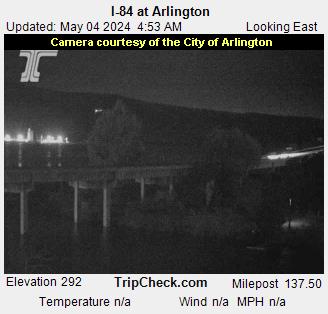 I-84 at Arlington
Updated: May 04 2024 4:53 AM Looking East
Camera courtesy of the City of Arlington
Elevation 292 TripCheck.com Milepost 137.50
Temperature n/a Wind n/a MPH n/a